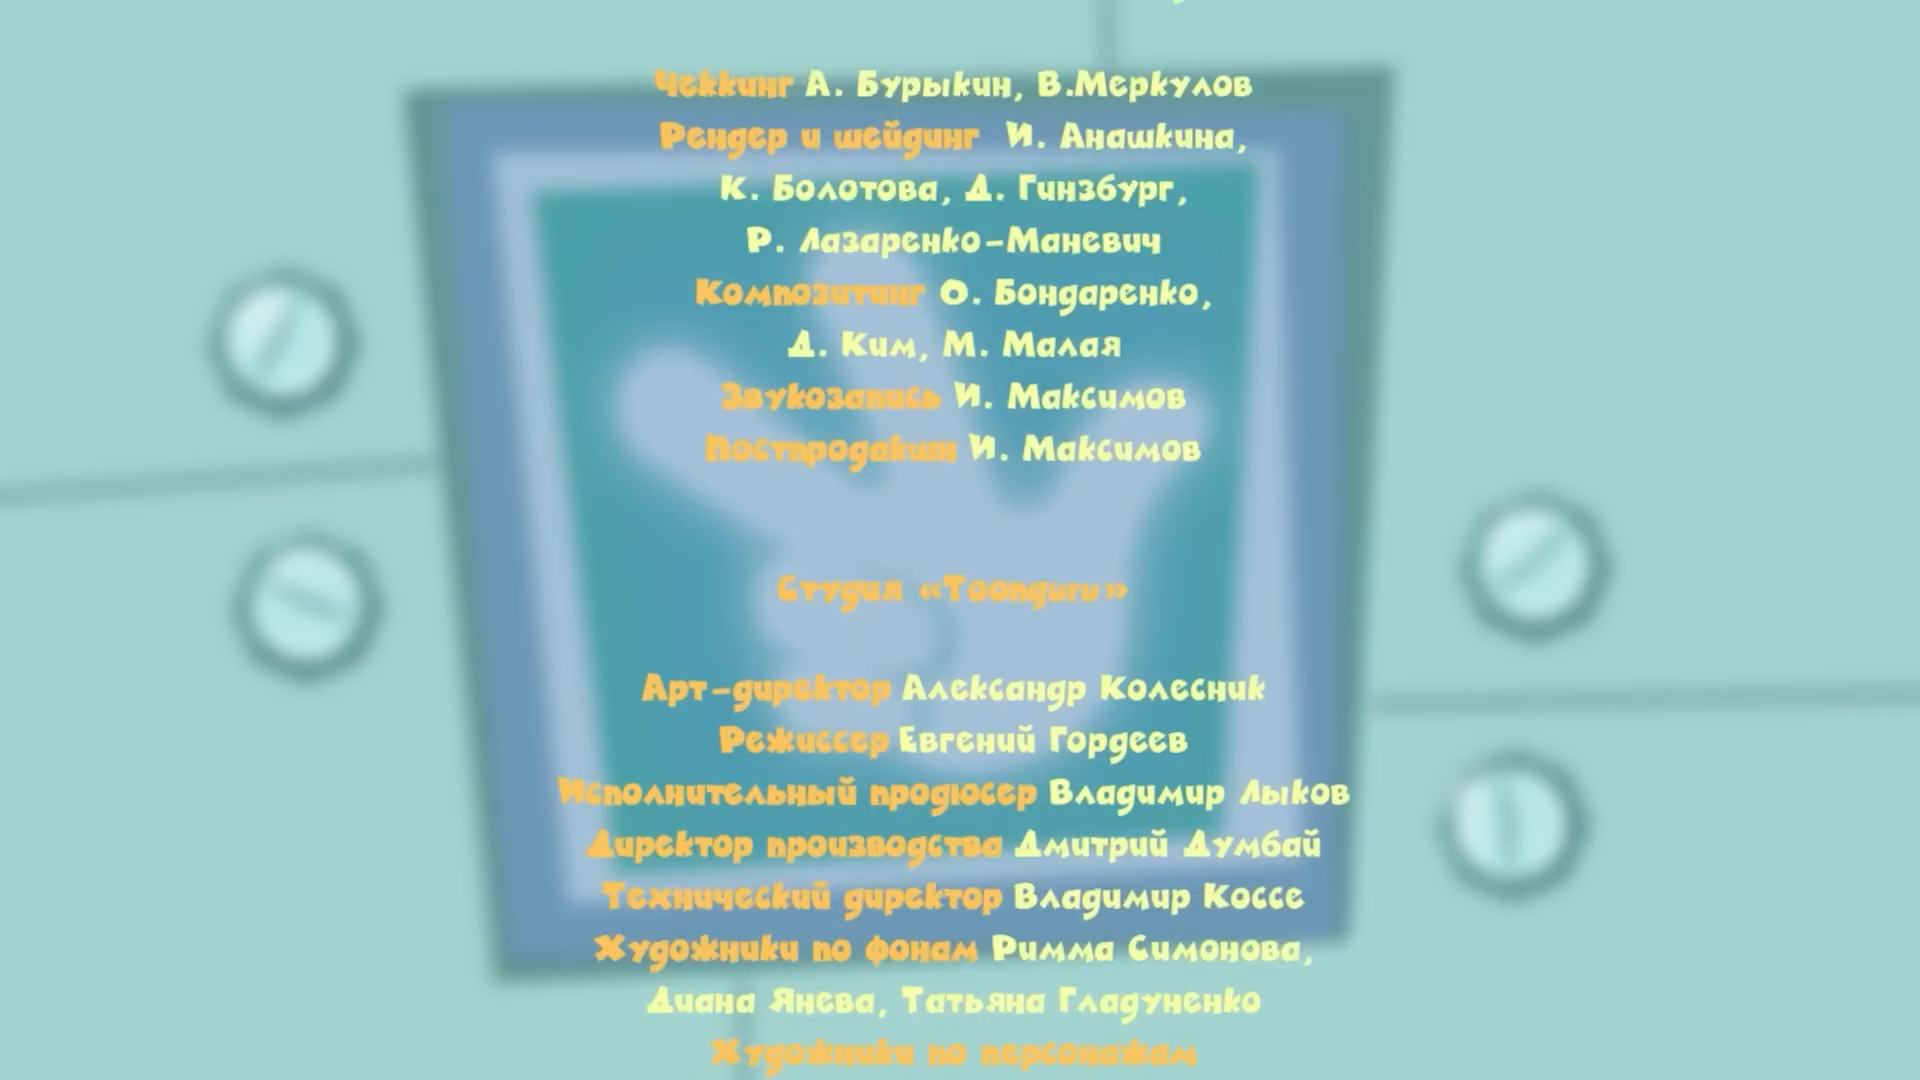 Чеккинг А. Бурыкин, В.Меркулов
Рендер и шейдинг И. Анашкина,
К. Болотова, Д. Гинзбург,
Р. Лазаренко-Маневич
Композитинг О. Бондаренко,
Д. Ким, М. Малая
Звукозапись И. Максимов
Постпродакшн И. Максимов
Студия «Toonguru»
Арт-директор Александр Колесник
Режиссер Евгений Гордеев
Исполнительный продюсер Владимир Лыков
Директор производства Дмитрий Думбай
Технический директор Владимир Коссе
Художники по фонам Римма Симонова,
Диана Янева, Татьяна Гладуненко
Художники по персонажам